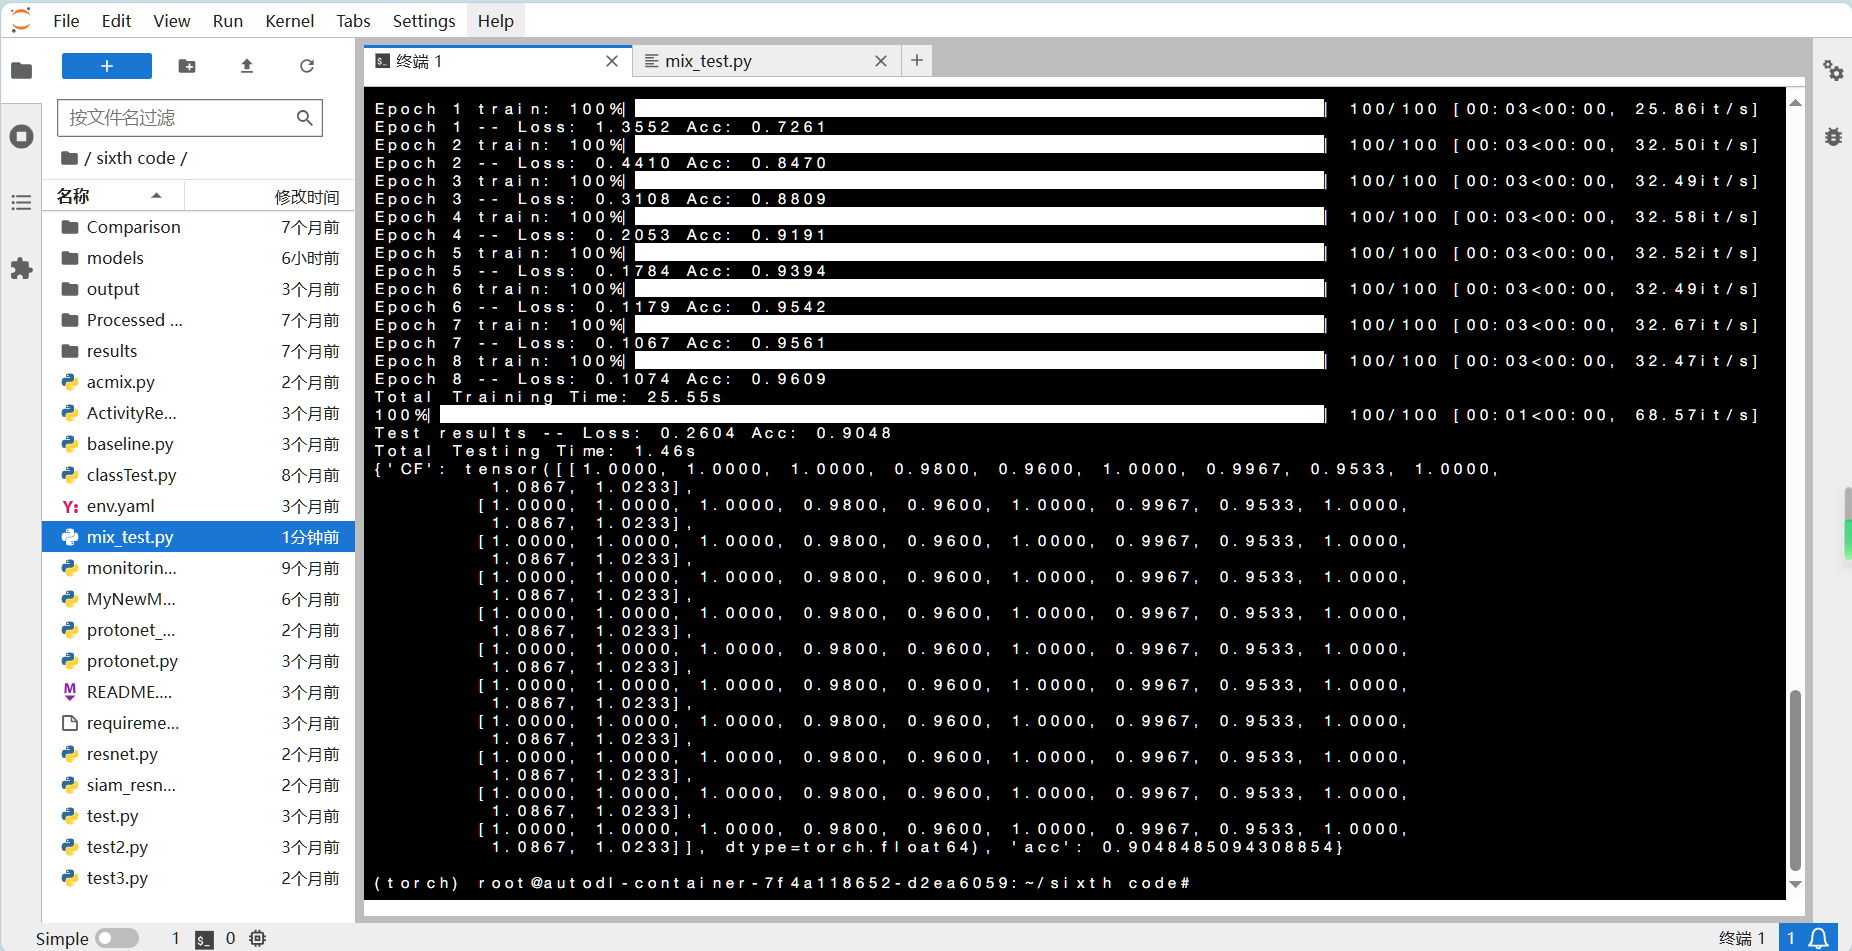 File Edit View Run Kernel Tabs Settings Help
终端 1
mix_test.py
按文件名过滤
/ sixth code /
名称 修改时间
Comparison 7个月前
models 6小时前
output 3个月前
Processed ... 7个月前
results 7个月前
acmix.py 2个月前
ActivityRe... 3个月前
baseline.py 3个月前
classTest.py 8个月前
env.yaml 3个月前
mix_test.py 1分钟前
monitorin... 9个月前
MyNewM... 6个月前
protonet_... 2个月前
protonet.py 3个月前
README.... 3个月前
requireme... 3个月前
resnet.py 2个月前
siam_resn... 2个月前
test.py 3个月前
test2.py 3个月前
test3.py 2个月前
Epoch 1 train: 100%| | 100/100 [00:03<00:00, 25.86it/s]
Epoch 1 -- Loss: 1.3552 Acc: 0.7261
Epoch 2 train: 100%| | 100/100 [00:03<00:00, 32.50it/s]
Epoch 2 -- Loss: 0.4410 Acc: 0.8470
Epoch 3 train: 100%| | 100/100 [00:03<00:00, 32.49it/s]
Epoch 3 -- Loss: 0.3108 Acc: 0.8809
Epoch 4 train: 100%| | 100/100 [00:03<00:00, 32.58it/s]
Epoch 4 -- Loss: 0.2053 Acc: 0.9191
Epoch 5 train: 100%| | 100/100 [00:03<00:00, 32.52it/s]
Epoch 5 -- Loss: 0.1784 Acc: 0.9394
Epoch 6 train: 100%| | 100/100 [00:03<00:00, 32.49it/s]
Epoch 6 -- Loss: 0.1179 Acc: 0.9542
Epoch 7 train: 100%| | 100/100 [00:03<00:00, 32.67it/s]
Epoch 7 -- Loss: 0.1067 Acc: 0.9561
Epoch 8 train: 100%| | 100/100 [00:03<00:00, 32.47it/s]
Epoch 8 -- Loss: 0.1074 Acc: 0.9609
Total Training Time: 25.55s
100%| | 100/100 [00:01<00:00, 68.57it/s]
Test results -- Loss: 0.2604 Acc: 0.9048
Total Testing Time: 1.46s
{'CF': tensor([[1.0000, 1.0000, 1.0000, 0.9800, 0.9600, 1.0000, 0.9967, 0.9533, 1.0000,
1.0867, 1.0233],
[1.0000, 1.0000, 1.0000, 0.9800, 0.9600, 1.0000, 0.9967, 0.9533, 1.0000,
1.0867, 1.0233],
[1.0000, 1.0000, 1.0000, 0.9800, 0.9600, 1.0000, 0.9967, 0.9533, 1.0000,
1.0867, 1.0233],
[1.0000, 1.0000, 1.0000, 0.9800, 0.9600, 1.0000, 0.9967, 0.9533, 1.0000,
1.0867, 1.0233],
[1.0000, 1.0000, 1.0000, 0.9800, 0.9600, 1.0000, 0.9967, 0.9533, 1.0000,
1.0867, 1.0233],
[1.0000, 1.0000, 1.0000, 0.9800, 0.9600, 1.0000, 0.9967, 0.9533, 1.0000,
1.0867, 1.0233],
[1.0000, 1.0000, 1.0000, 0.9800, 0.9600, 1.0000, 0.9967, 0.9533, 1.0000,
1.0867, 1.0233],
[1.0000, 1.0000, 1.0000, 0.9800, 0.9600, 1.0000, 0.9967, 0.9533, 1.0000,
1.0867, 1.0233],
[1.0000, 1.0000, 1.0000, 0.9800, 0.9600, 1.0000, 0.9967, 0.9533, 1.0000,
1.0867, 1.0233],
[1.0000, 1.0000, 1.0000, 0.9800, 0.9600, 1.0000, 0.9967, 0.9533, 1.0000,
1.0867, 1.0233],
[1.0000, 1.0000, 1.0000, 0.9800, 0.9600, 1.0000, 0.9967, 0.9533, 1.0000,
1.0867, 1.0233]], dtype=torch.float64), 'acc': 0.9048485094308854}
(torch) root@autodl-container-7f4a118652-d2ea6059:~/sixth code#
Simple 1 0 终端 1 1